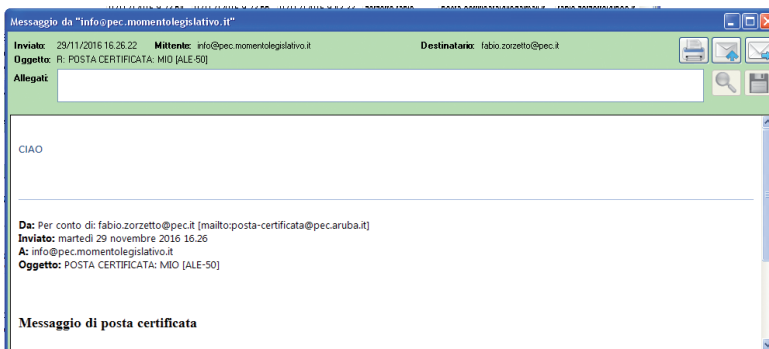 Messaggio da "info@pec.momentolegislativo.it"
Inviato: 29/11/2016 16.26.22 Mittente: info@pec.momentolegislativo.it Destinatario: fabio.zorzetto@pec.it
Oggetto: R: POSTA CERTIFICATA: MIO [ALE-50]
Allegati:
CIAO
Da: Per conto di: fabio.zorzetto@pec.it [mailto:posta-certificata@pec.aruba.it]
Inviato: martedì 29 novembre 2016 16.26
A: info@pec.momentolegislativo.it
Oggetto: POSTA CERTIFICATA: MIO [ALE-50]
Messaggio di posta certificata